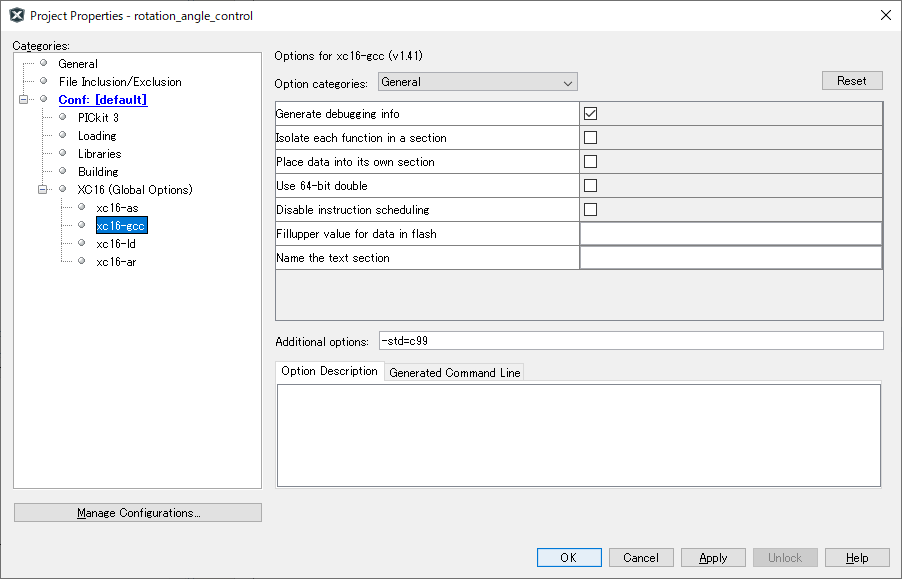 Project Properties - rotation_angle_control
Categories:
General
File Inclusion/Exclusion
Conf: [default]
PICkit 3
Loading
Libraries
Building
XC16 (Global Options)
xc16-as
xc16-gcc
xc16-ld
xc16-ar
Manage Configurations...
Options for xc16-gcc (v1.41)
Option categories: General
Reset
Generate debugging info
Isolate each function in a section
Place data into its own section
Use 64-bit double
Disable instruction scheduling
Fillupper value for data in flash
Name the text section
Additional options: -std=c99
Option Description Generated Command Line
OK Cancel Apply Unlock Help